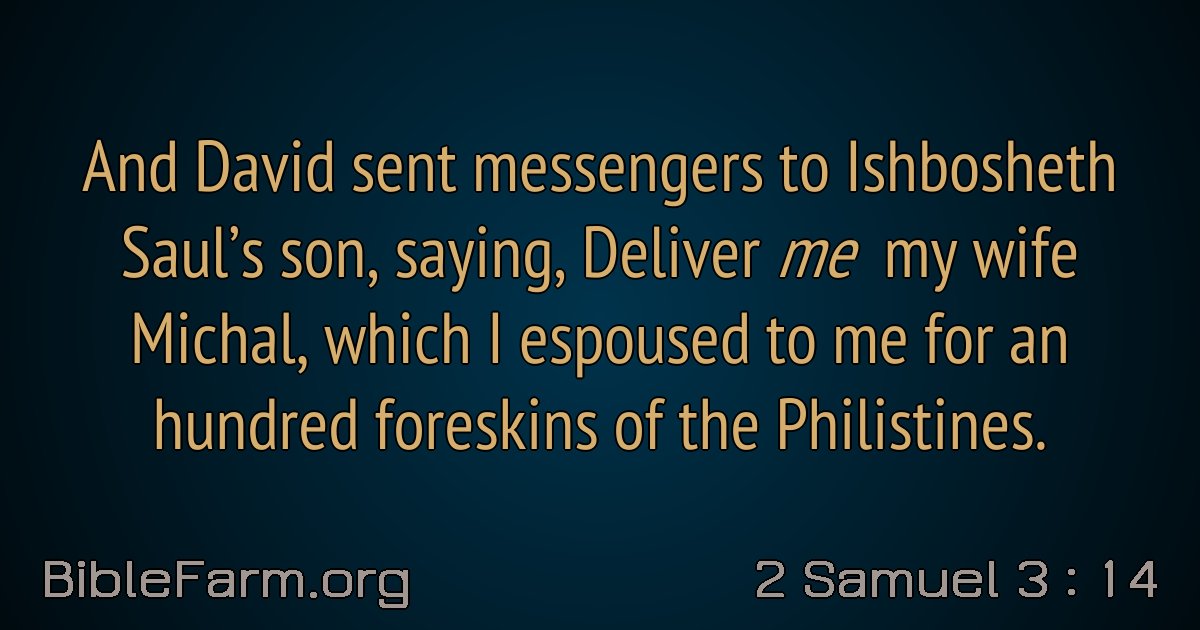 And David sent messengers to Ishbosheth
Saul’s son, saying, Deliver me my wife
Michal, which I espoused to me for an
hundred foreskins of the Philistines.
BibleFarm.org
2 Samuel 3 : 14